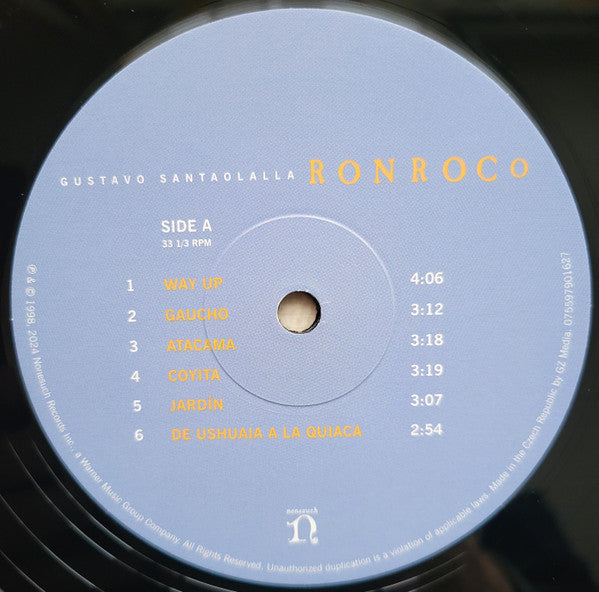 GUSTAVO SANTAOLALLA RONROCO
SIDE A
33 1/3 RPM
1 WAY UP 4:06
2 GAUCHO 3:12
3 ATACAMA 3:18
4 COYITA 3:19
5 JARDÍN 3:07
6 DE USHUAIA A LA QUIACA 2:54
nonesuch
n
℗ & © 1998, 2024 Nonesuch Records Inc., a Warner Music Group Company. All Rights Reserved. Unauthorized duplication is a violation of applicable laws. Made in the Czech Republic by GZ Media. 075597901627